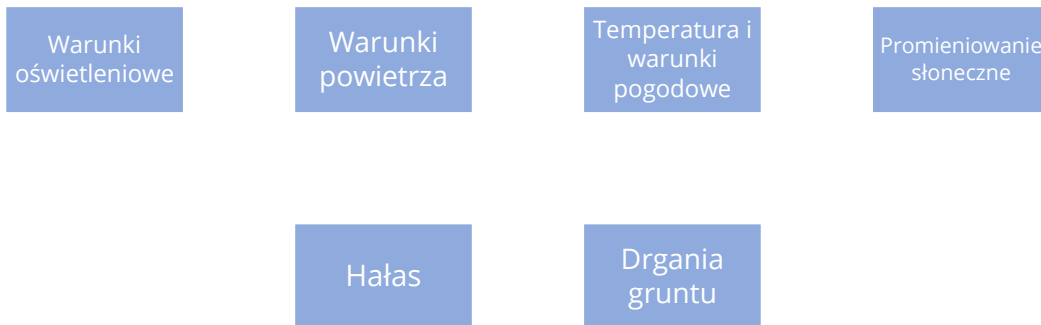 Warunki
oświetleniowe
Warunki
powietrza
Temperatura i
warunki
pogodowe
Promieniowanie
słoneczne
Hałas
Drgania
gruntu